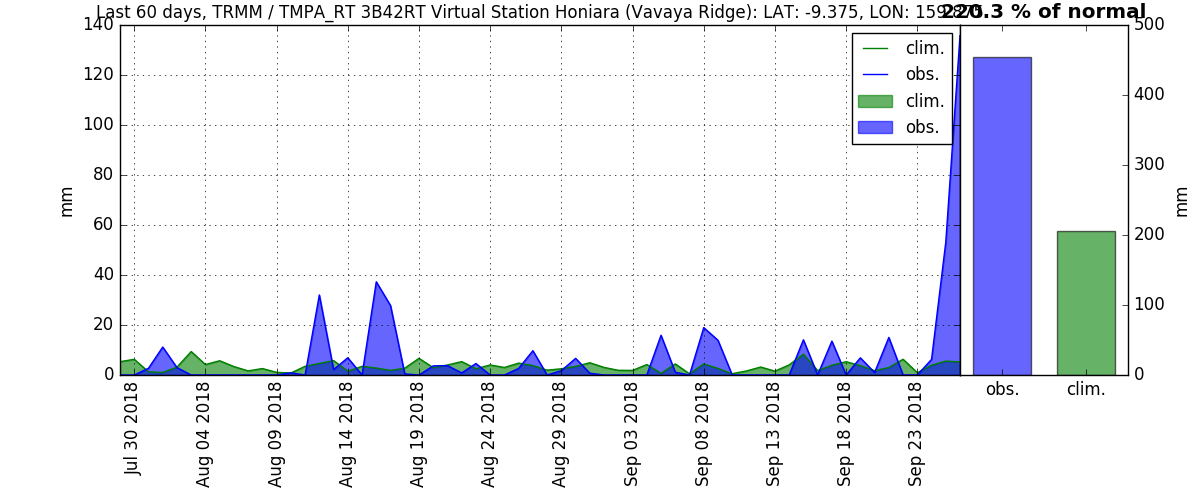 Last 60 days, TRMM / TMPA_RT 3B42RT Virtual Station Honiara (Vavaya Ridge): LAT: -9.375, LON:
220.3 % of normal
140
120
100
80
60
40
20
0
mm
clim.
obs.
clim.
obs.
500
400
300
200
100
0
mm
Jul 30 2018
Aug 04 2018
Aug 09 2018
Aug 14 2018
Aug 19 2018
Aug 24 2018
Aug 29 2018
Sep 03 2018
Sep 08 2018
Sep 13 2018
Sep 18 2018
Sep 23 2018
obs.
clim.